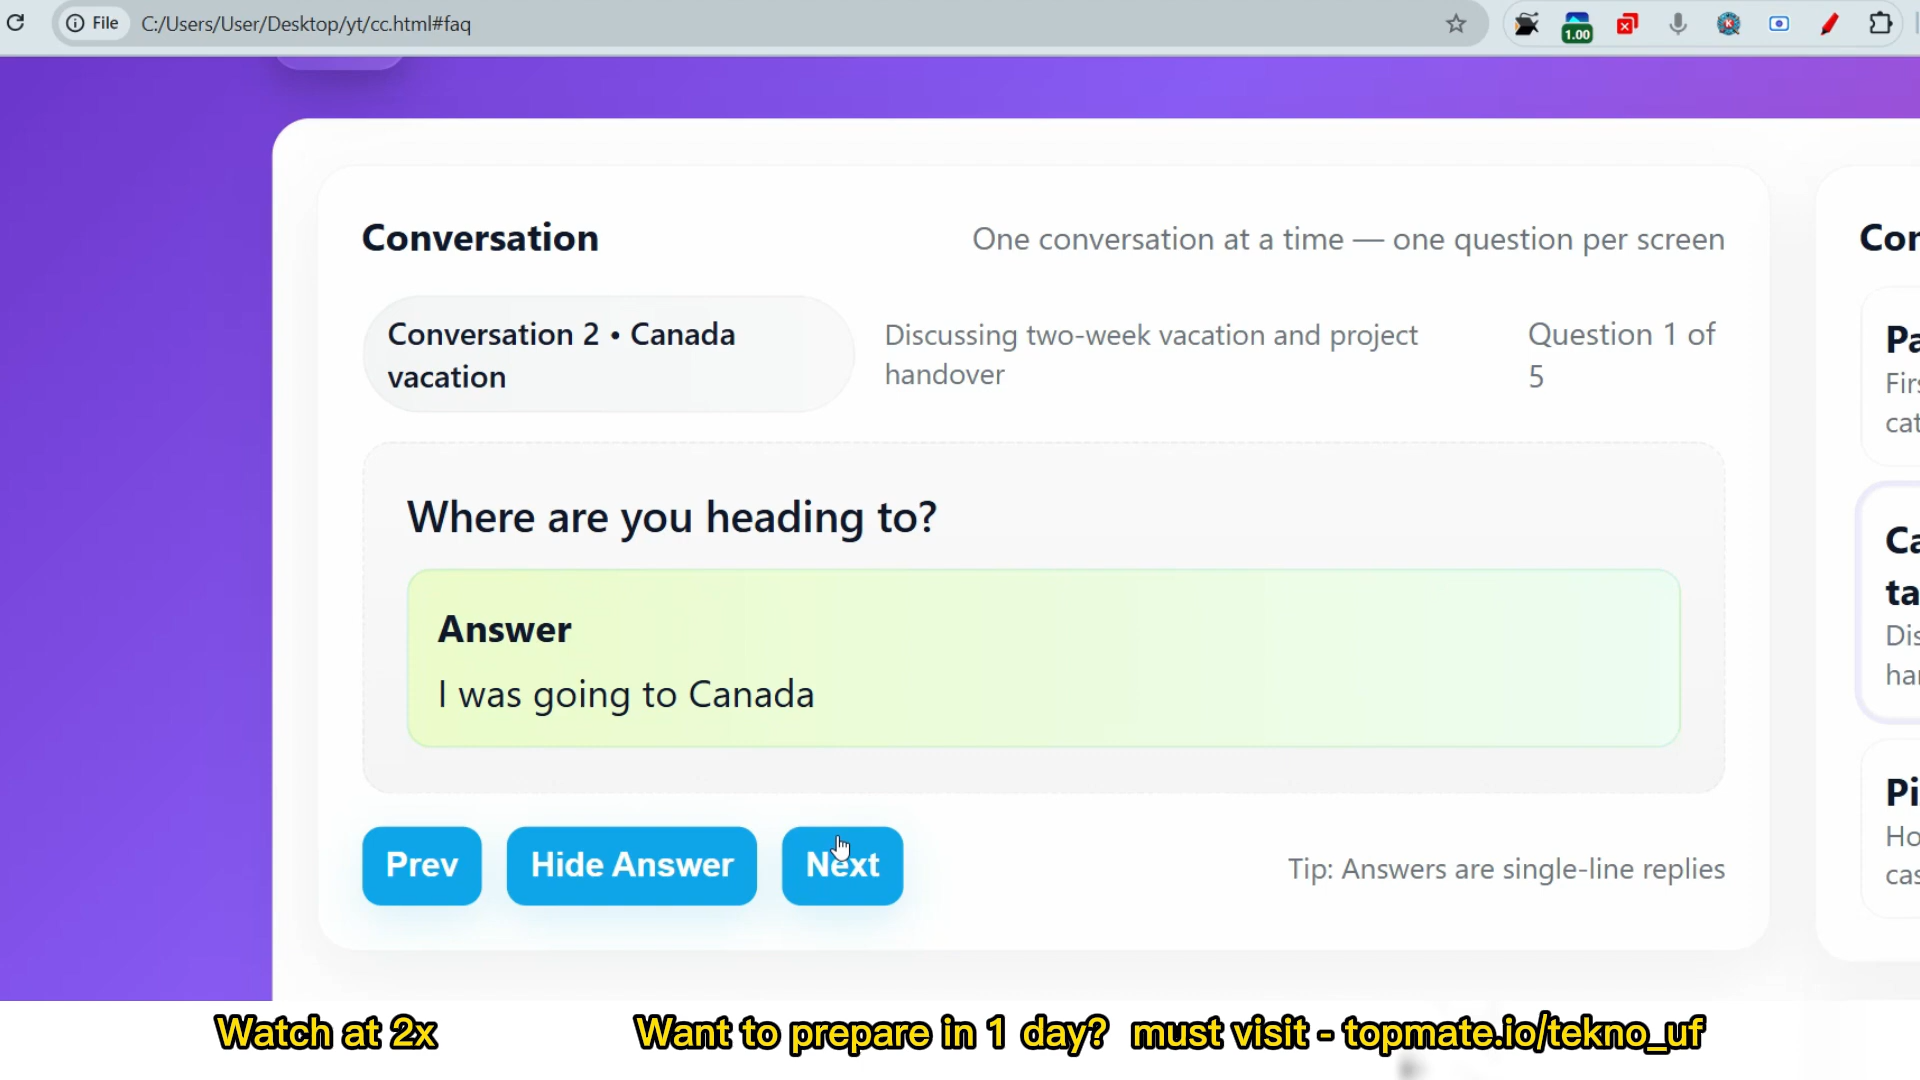 File C:/Users/User/Desktop/yt/cc.html#faq
1.00
Conversation
One conversation at a time — one question per screen
Conversation 2 • Canada
vacation
Discussing two-week vacation and project
handover
Question 1 of
5
Where are you heading to?
Answer
I was going to Canada
Prev
Hide Answer
Next
Tip: Answers are single-line replies
Watch at 2x
Want to prepare in 1 day? must visit - topmate.io/tekno_uf